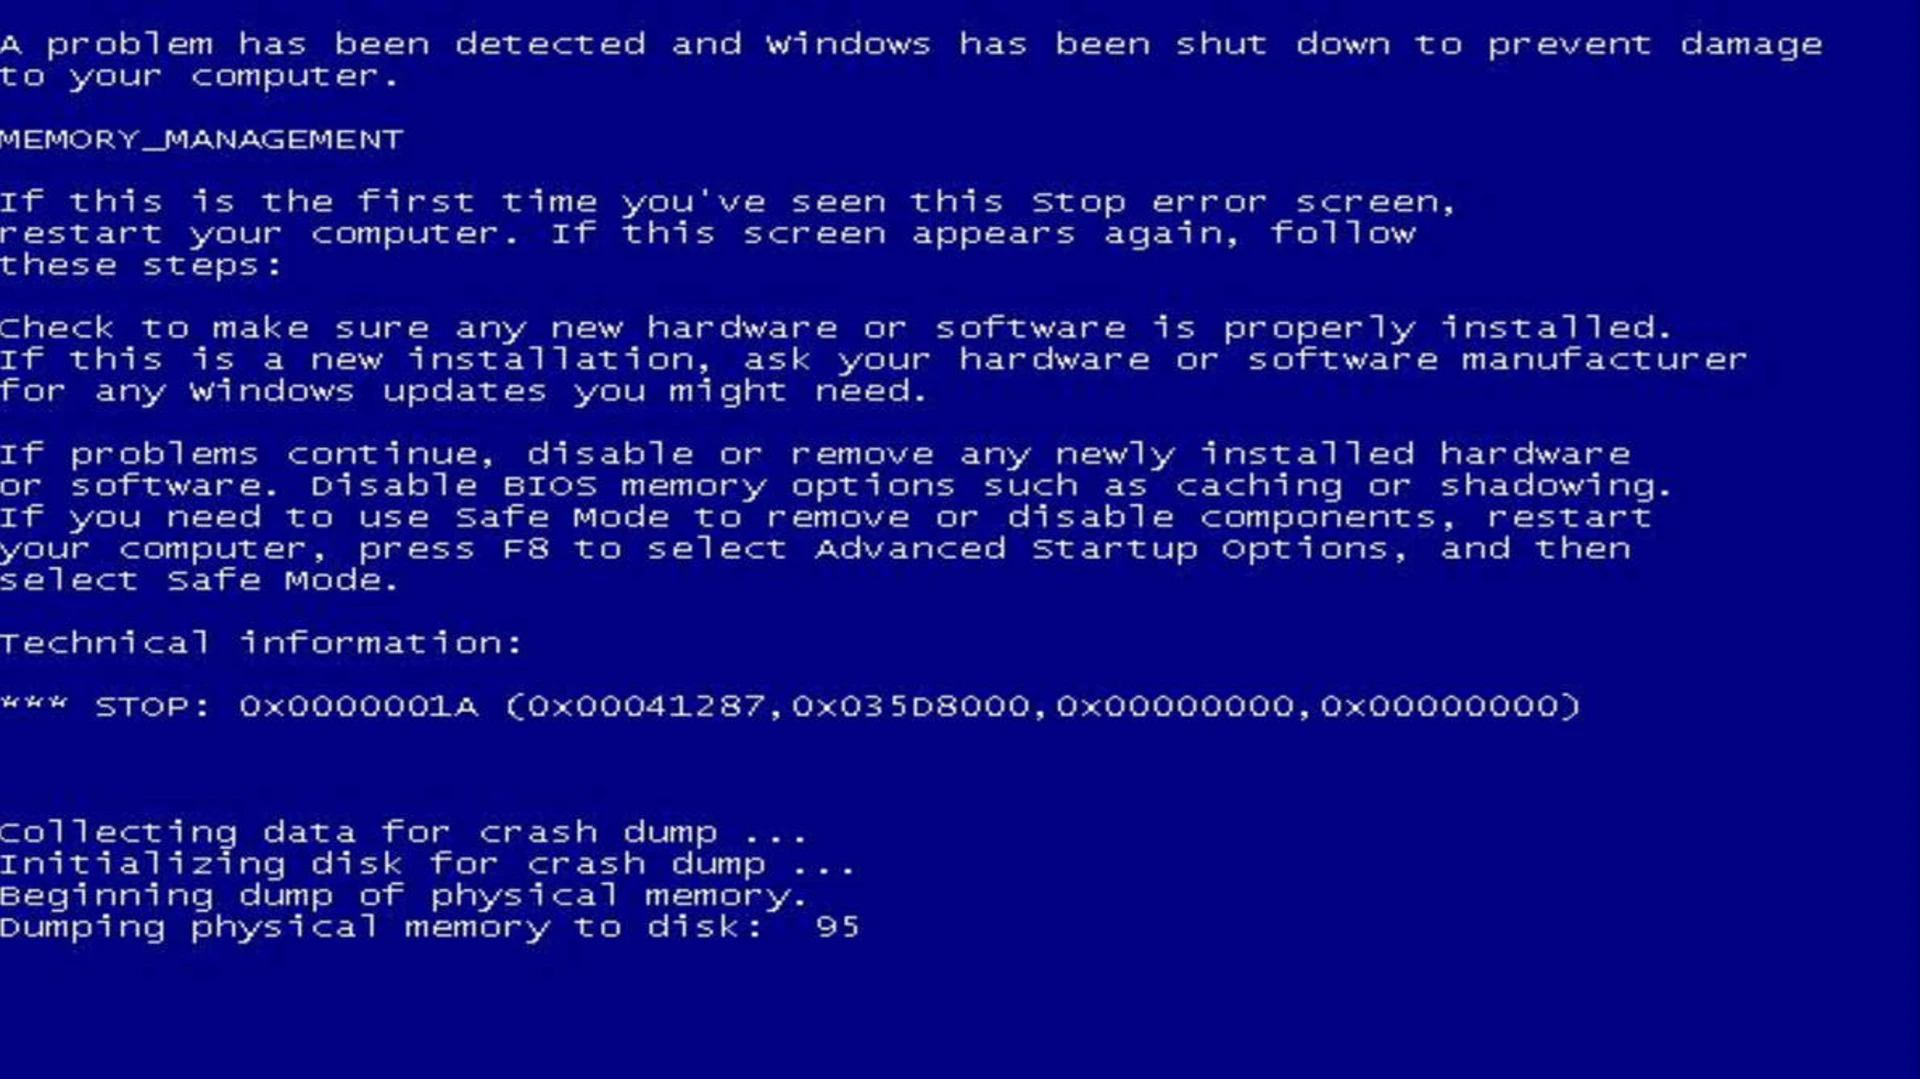 A problem has been detected and Windows has been shut down to prevent damage
to your computer.
MEMORY_MANAGEMENT
If this is the first time you've seen this Stop error screen,
restart your computer. If this screen appears again, follow
these steps:
Check to make sure any new hardware or software is properly installed.
If this is a new installation, ask your hardware or software manufacturer
for any Windows updates you might need.
If problems continue, disable or remove any newly installed hardware
or software. Disable BIOS memory options such as caching or shadowing.
If you need to use Safe Mode to remove or disable components, restart
your computer, press F8 to select Advanced Startup Options, and then
select Safe Mode.
Technical information:
*** STOP: 0x0000001A (0x00041287,0x035D8000,0x00000000,0x00000000)
Collecting data for crash dump ...
Initializing disk for crash dump ...
Beginning dump of physical memory.
Dumping physical memory to disk:  95